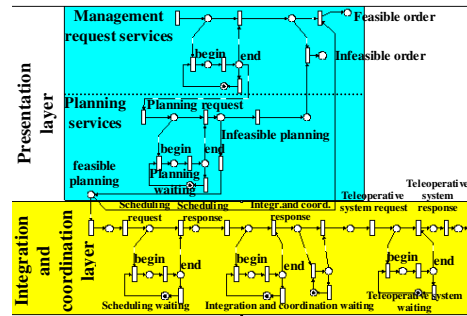 Management
request services
Feasible order
begin
end
Infeasible order
Presentation
layer
Planning
services
Planning request
Infeasible planning
begin
end
Planning
waiting
feasible
planning
Scheduling
request
Scheduling
response
Integr.and coord.
response
Teleoperative
system request
Teleoperative
system
response
Integration
and
coordination
layer
begin
end
begin
end
begin
end
Scheduling waiting
Integration and coordination waiting
Teleoperative system
waiting